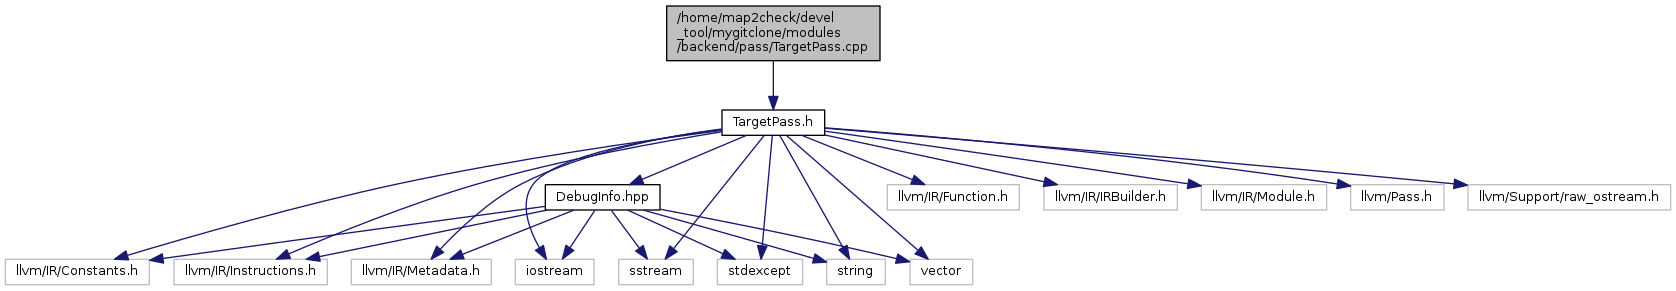 /home/map2check/devel
_tool/mygitclone/modules
/backend/pass/TargetPass.cpp
TargetPass.h
DebugInfo.hpp
llvm/IR/Function.h
llvm/IR/IRBuilder.h
llvm/IR/Module.h
llvm/Pass.h
llvm/Support/raw_ostream.h
llvm/IR/Constants.h
llvm/IR/Instructions.h
llvm/IR/Metadata.h
iostream
sstream
stdexcept
string
vector